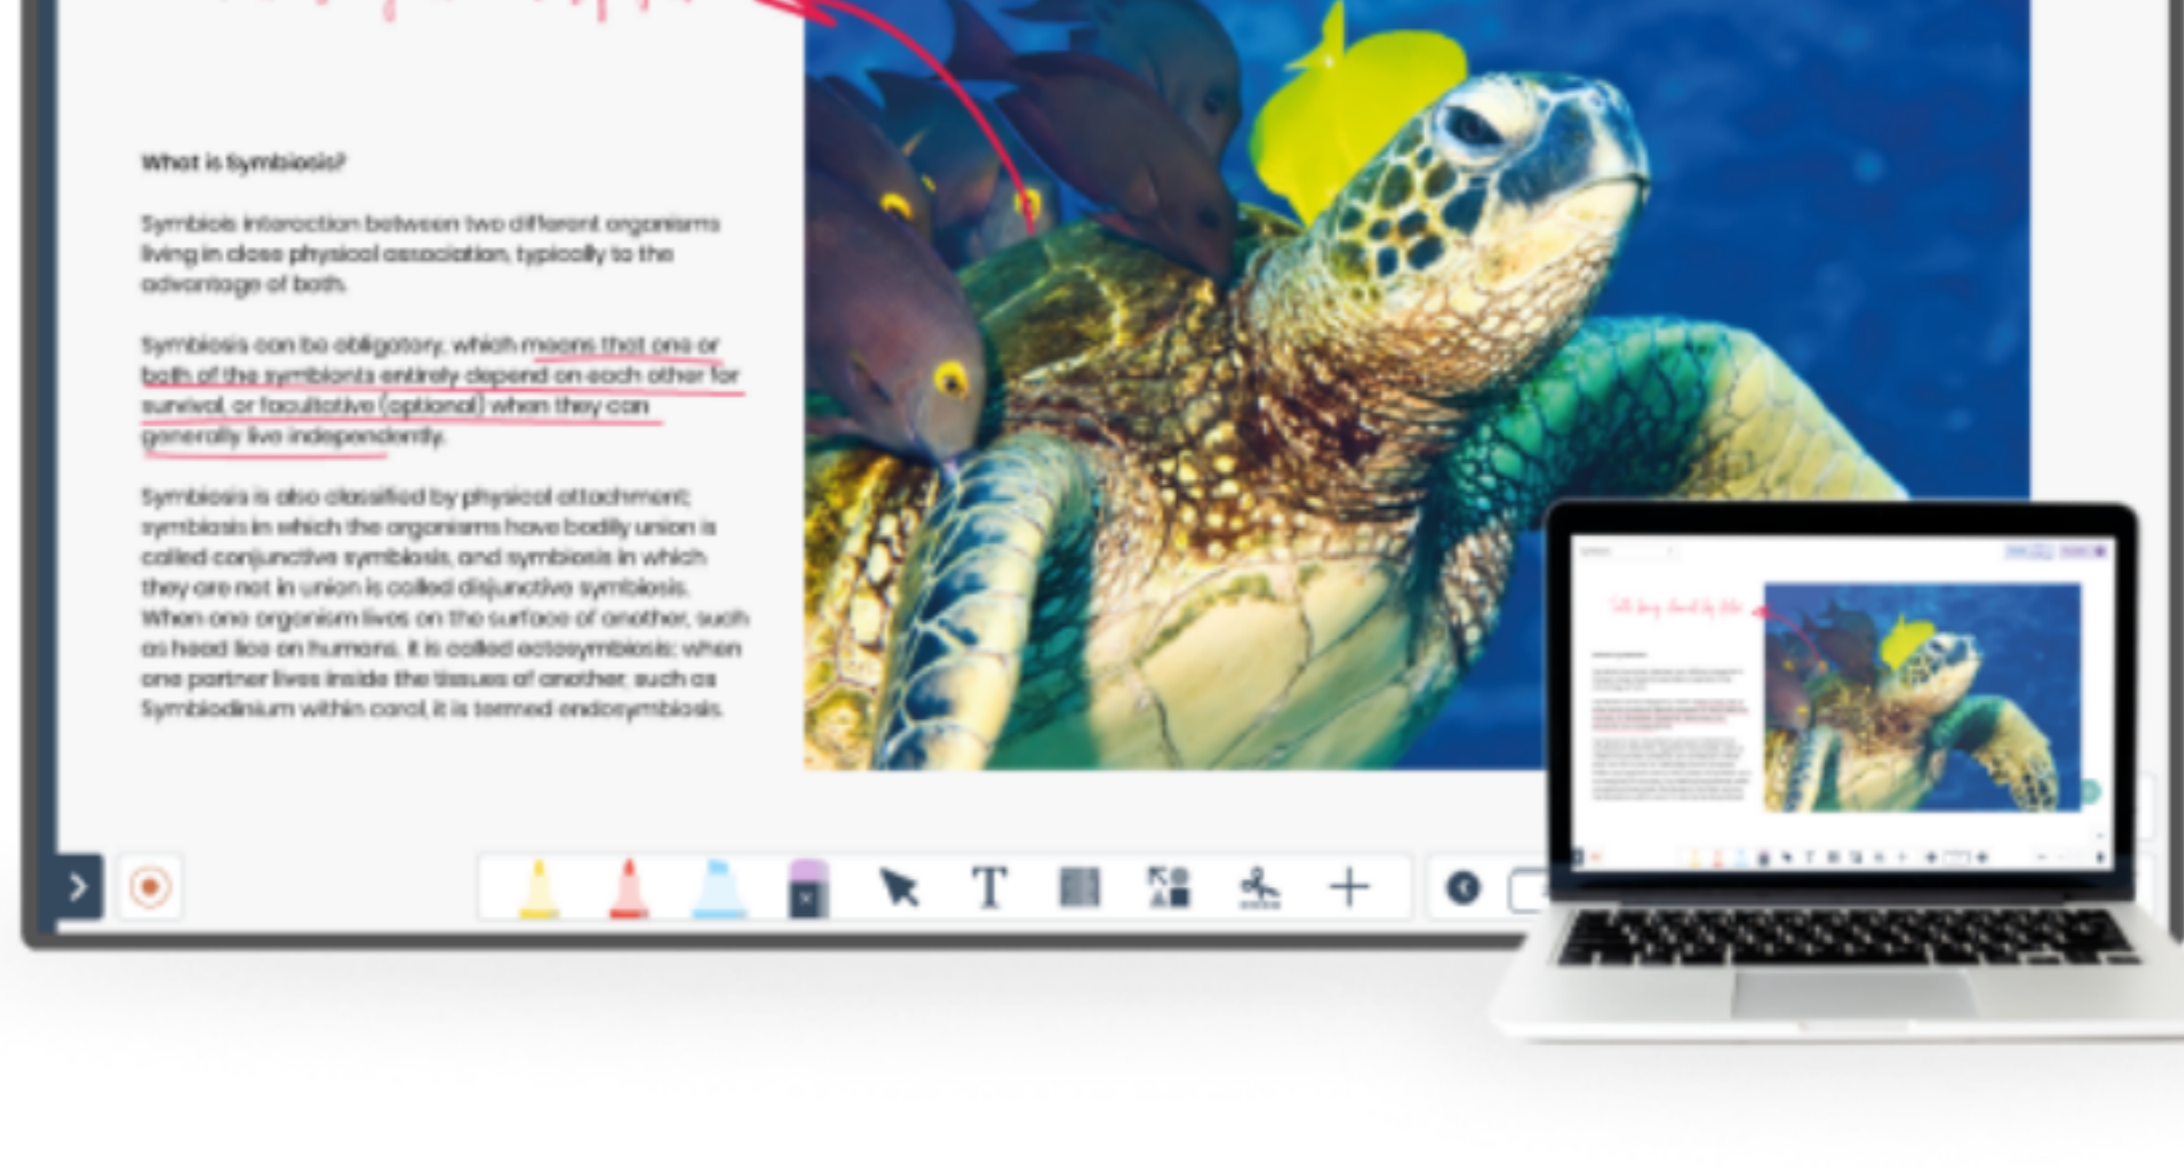 What is Symbiosis?
Symbiois interaction between two different organisms
living in close physical association, typically to the
advantage of both.
Symbiosis can be obligatory, which means that one or
both of the symbionts entirely depend on each other for
survival, or facultative (optional) when they can
generally live independently.
Symbiosis is also classified by physical attachment;
symbiosis in which the organisms have bodily union is
called conjunctive symbiosis, and symbiosis in which
they are not in union is called disjunctive symbiosis.
When one organism lives on the surface of another, such
as head lice on humans, it is called ectosymbiosis; when
one partner lives inside the tissues of another, such as
Symbiodinium within carol, it is termed endosymbiosis.
T